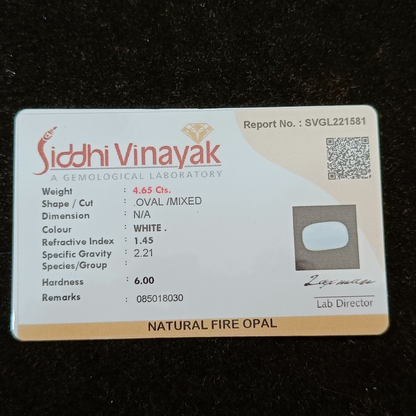 Report No. : SVGL221581
Siddhi Vinayak
A GEMOLOGICAL LABORATORY
Weight : 4.65 Cts.
Shape / Cut : .OVAL /MIXED
Dimension : N/A
Colour : WHITE .
Refractive Index : 1.45
Specific Gravity : 2.21
Species/Group :
Hardness : 6.00
Remarks : 085018030
Lab Director
NATURAL FIRE OPAL